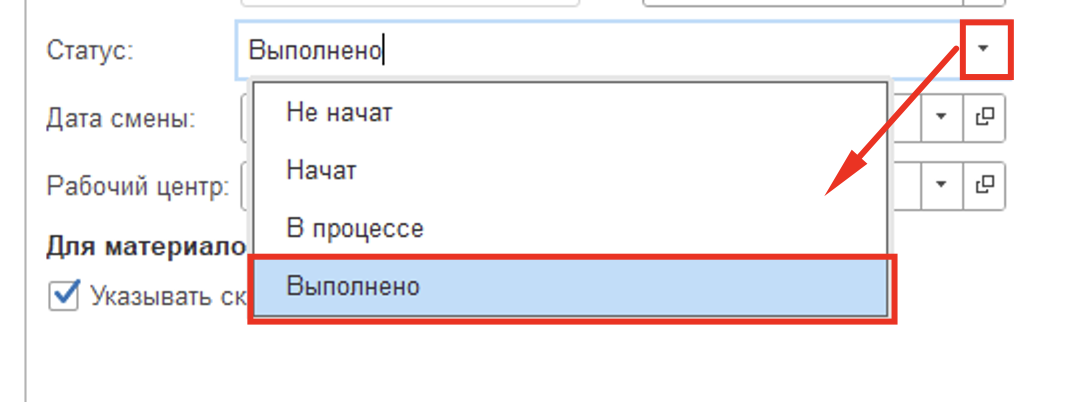 Статус: Выполнено
Не начат
Дата смены:
Начат
Рабочий центр:
В процессе
Для материало
Выполнено
Указывать ск